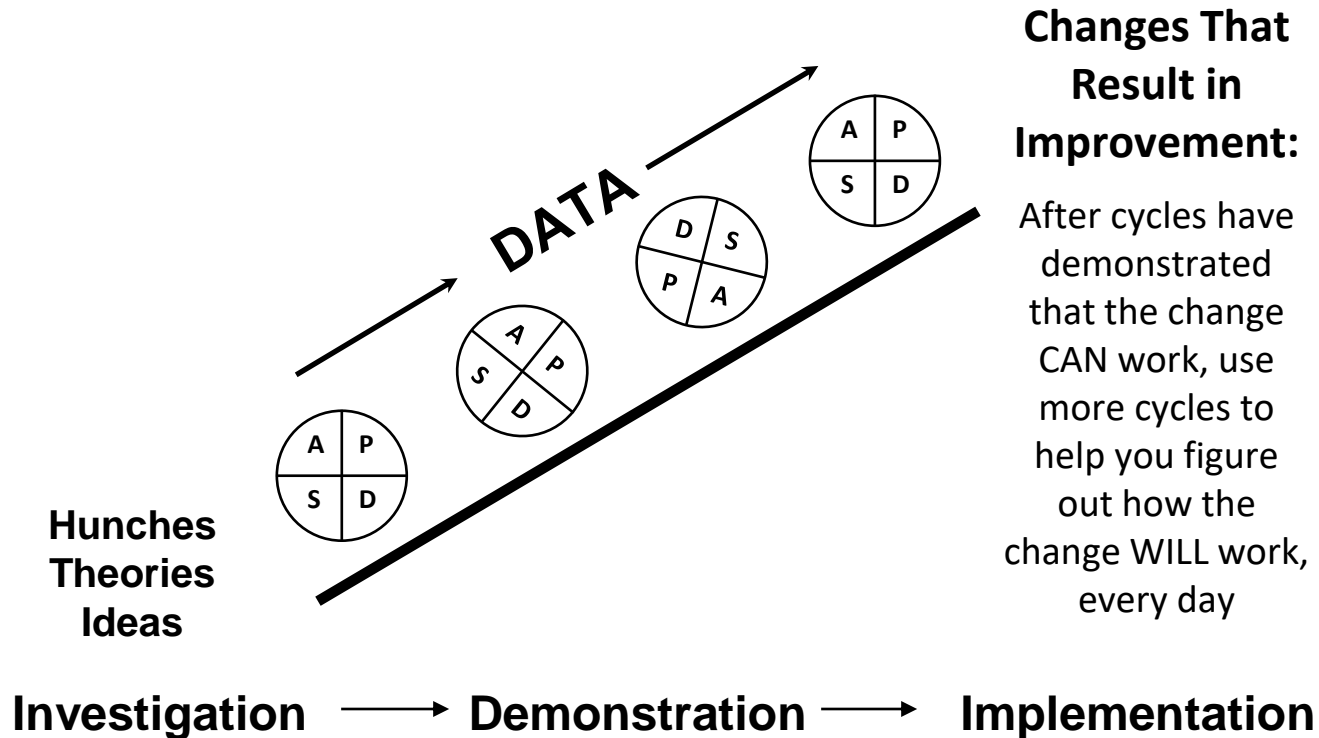 Changes That
Result in
Improvement:
After cycles have
demonstrated
that the change
CAN work, use
more cycles to
help you figure
out how the
change WILL work,
every day
DATA
A P
S D
D S
P A
A P
S D
A P
S D
Hunches
Theories
Ideas
Investigation Demonstration Implementation